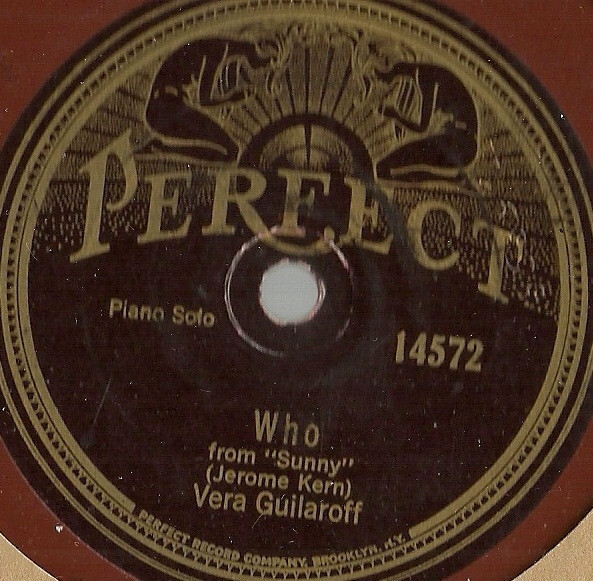 PERFECT
Piano Solo
14572
Who
from "Sunny"
(Jerome Kern)
Vera Guilaroff
PERFECT RECORD COMPANY, BROOKLYN, N.Y.